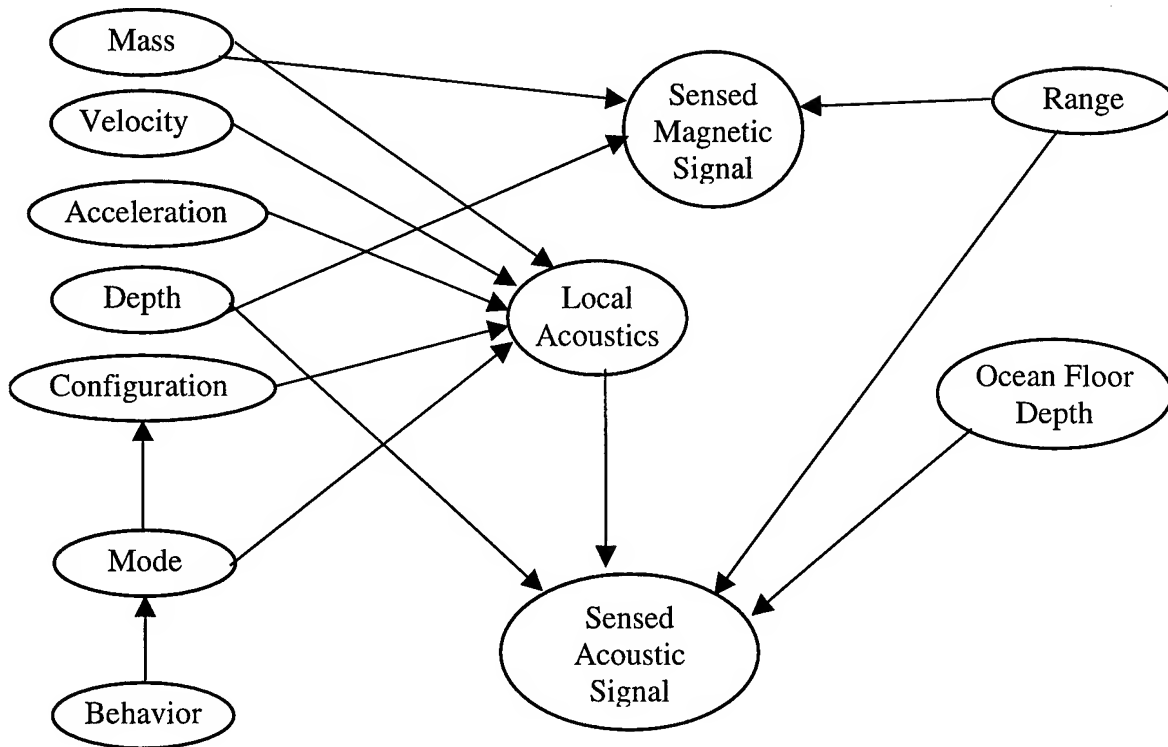 Mass
Velocity
Acceleration
Depth
Configuration
Mode
Behavior
Sensed
Magnetic
Signal
Local
Acoustics
Sensed
Acoustic
Signal
Range
Ocean Floor
Depth